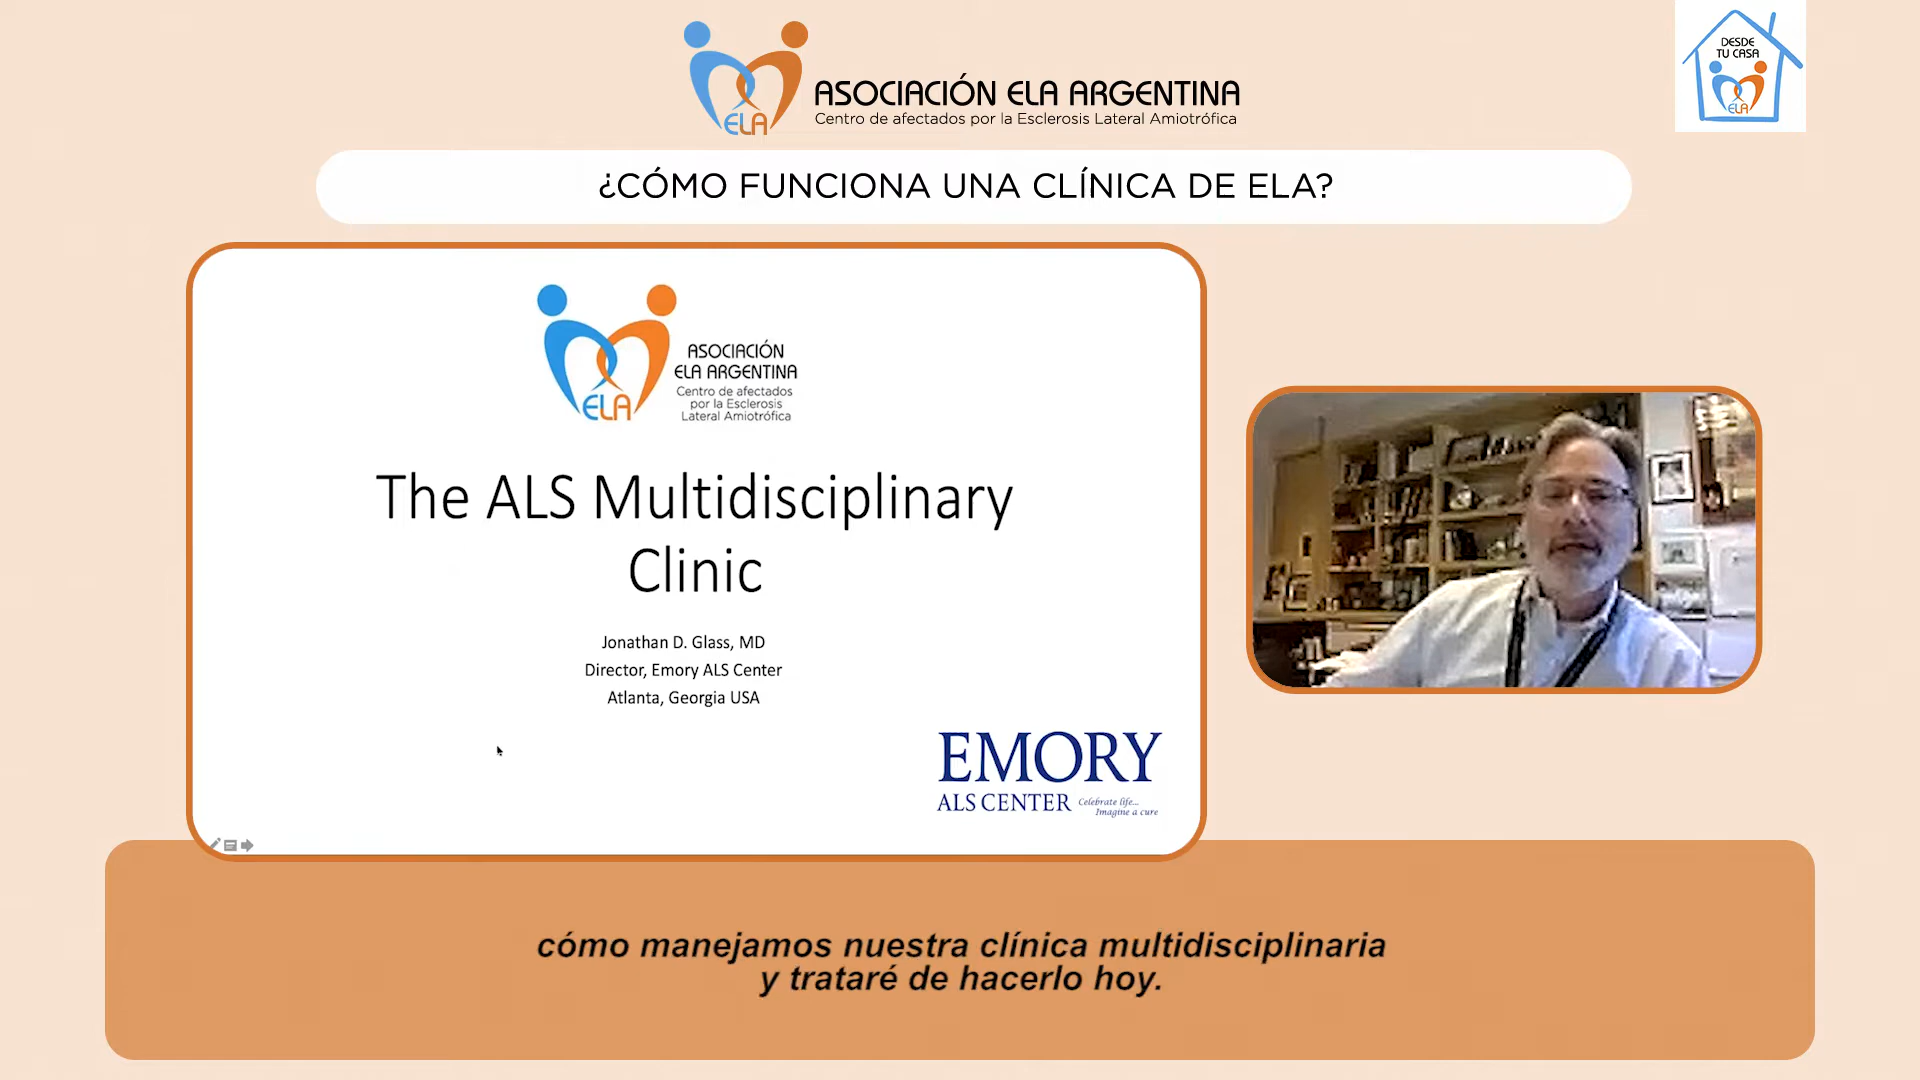 DESDE
TU CASA
ELA
ELA
ASOCIACIÓN ELA ARGENTINA
Centro de afectados por la Esclerosis Lateral Amiotrófica
¿CÓMO FUNCIONA UNA CLÍNICA DE ELA?
ELA
ASOCIACIÓN
ELA ARGENTINA
Centro de afectados
por la Esclerosis
Lateral Amiotrófica
The ALS Multidisciplinary
Clinic
Jonathan D. Glass, MD
Director, Emory ALS Center
Atlanta, Georgia USA
EMORY
ALS CENTER
Celebrate life...
Imagine a cure
cómo manejamos nuestra clínica multidisciplinaria
y trataré de hacerlo hoy.